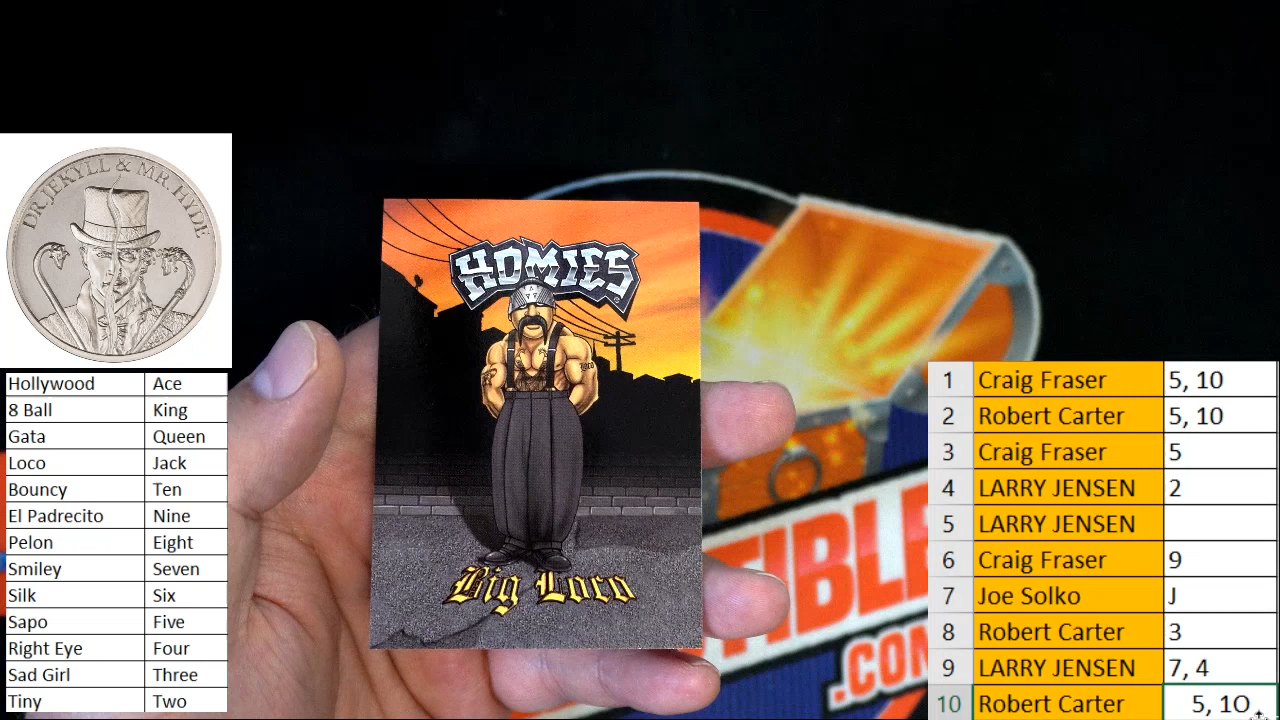 DR. JEKYLL & MR. HYDE
Hollywood Ace
8 Ball King
Gata Queen
Loco Jack
Bouncy Ten
El Padrecito Nine
Pelon Eight
Smiley Seven
Silk Six
Sapo Five
Right Eye Four
Sad Girl Three
Tiny Two
HOMIES
LOCO
Big Loco
TIBLE
.CON
1 Craig Fraser 5, 10
2 Robert Carter 5, 10
3 Craig Fraser 5
4 LARRY JENSEN 2
5 LARRY JENSEN
6 Craig Fraser 9
7 Joe Solko J
8 Robert Carter 3
9 LARRY JENSEN 7, 4
10 Robert Carter 5, 10